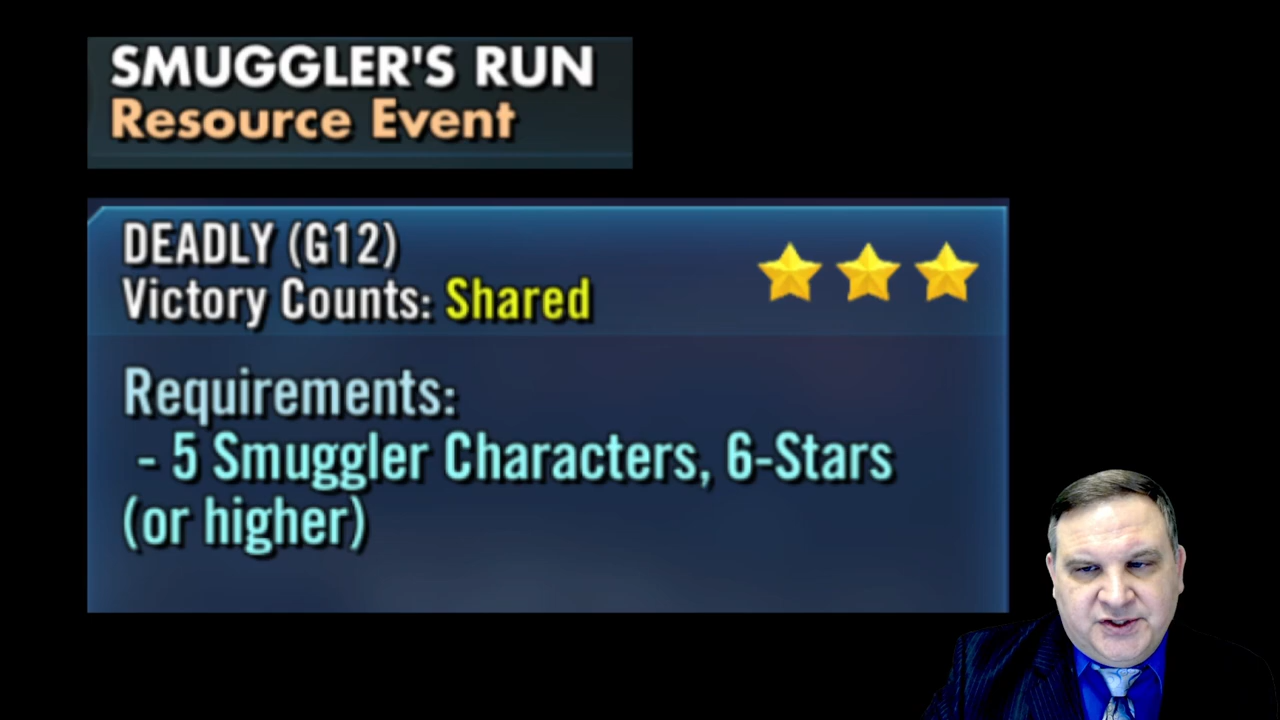 SMUGGLER'S RUN
Resource Event
DEADLY (G12)
Victory Counts: Shared
Requirements:
- 5 Smuggler Characters, 6-Stars
(or higher)